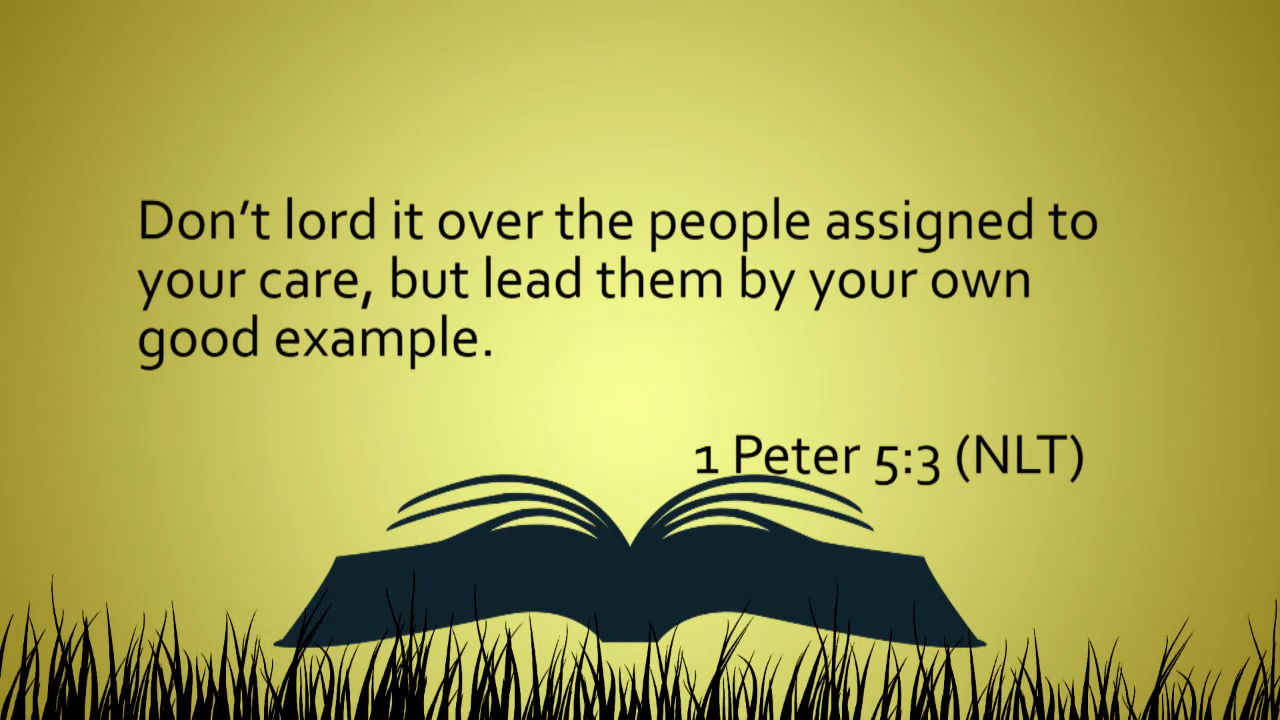 Don’t lord it over the people assigned to
your care, but lead them by your own
good example.
1 Peter 5:3 (NLT)